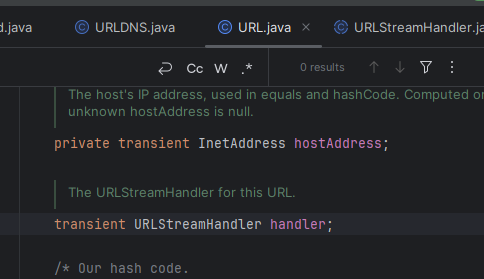 d.java
URLDNS.java
URL.java
URLStreamHandler.ja
Cc W .*
0 results
The host's IP address, used in equals and hashCode. Computed o
unknown hostAddress is null.
private transient InetAddress hostAddress;
The URLStreamHandler for this URL.
transient URLStreamHandler handler;
/* Our hash code.